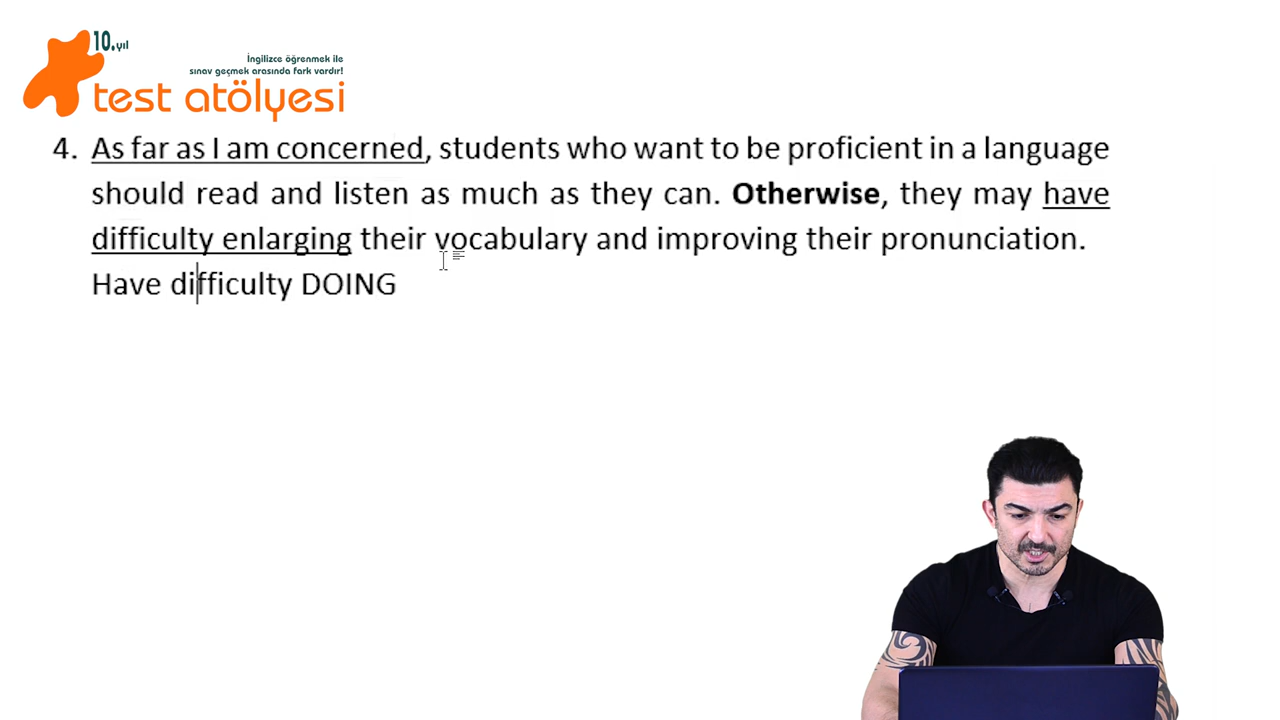 10.yıl
İngilizce öğrenmek ile
sınav geçmek arasında fark vardır!
test atölyesi
4. As far as I am concerned, students who want to be proficient in a language
should read and listen as much as they can. Otherwise, they may have
difficulty enlarging their vocabulary and improving their pronunciation.
Have difficulty DOING